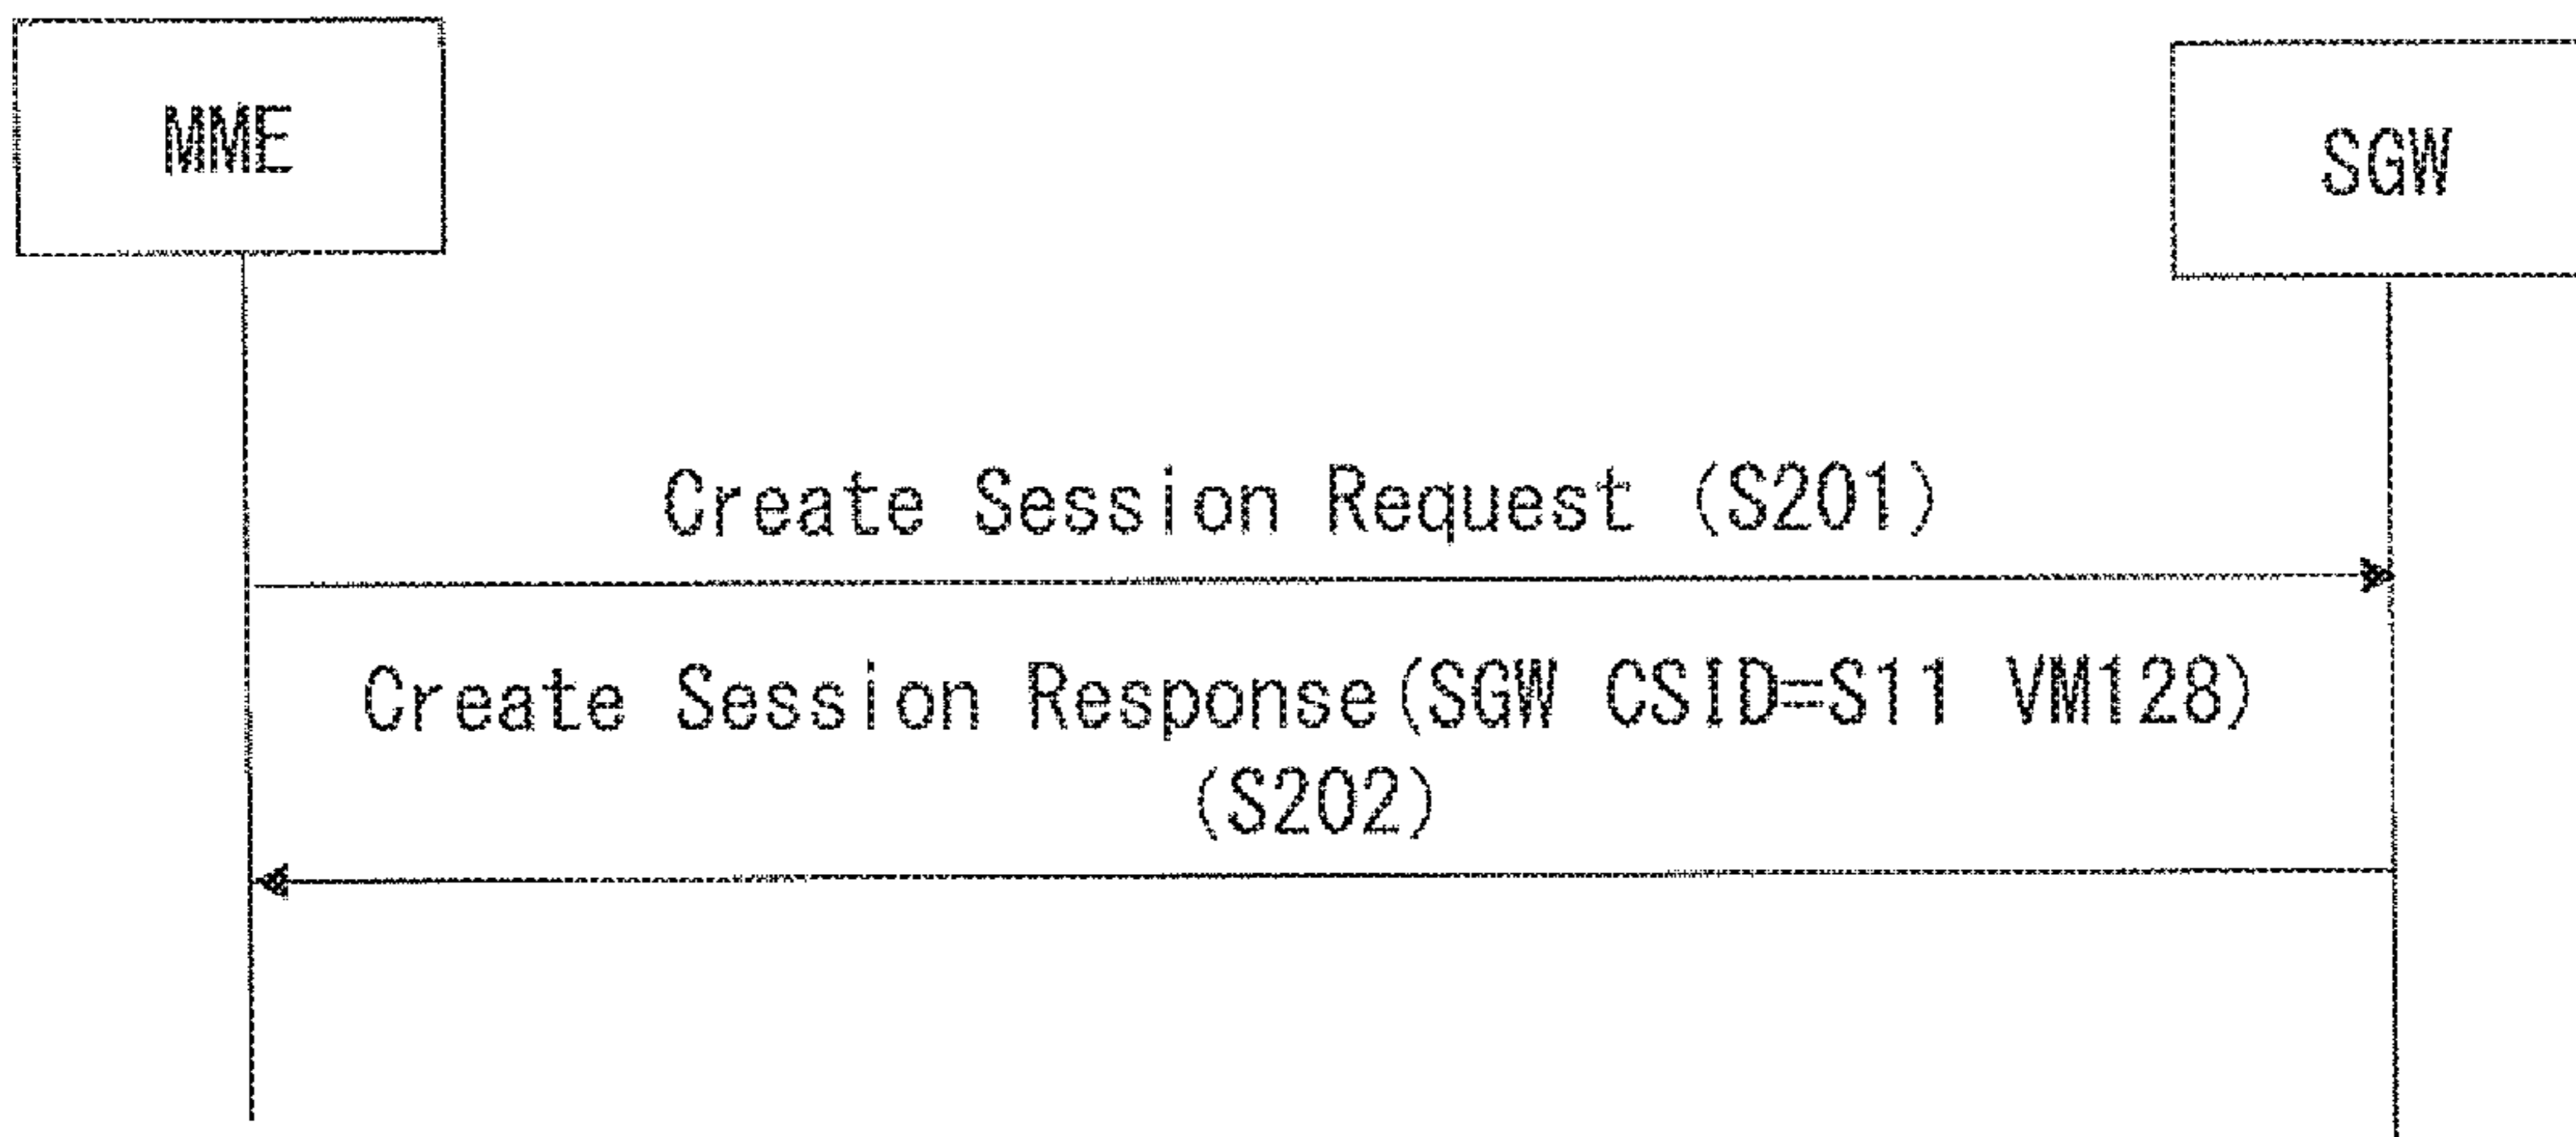 MME
SGW
Create Session Request (S201)
Create Session Response(SGW CSID=S11 VM128)
(S202)